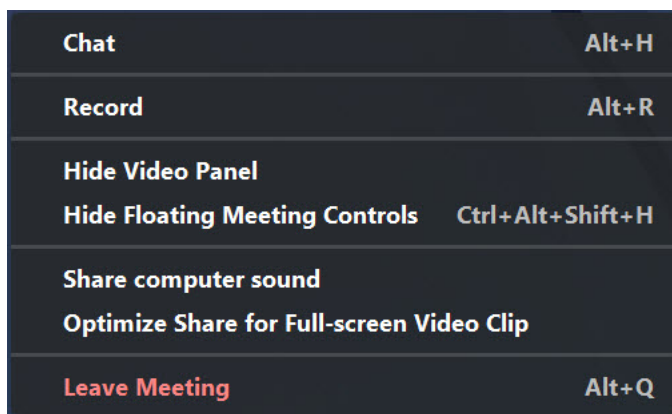 Chat Alt+H
Record Alt+R
Hide Video Panel
Hide Floating Meeting Controls Ctrl+Alt+Shift+H
Share computer sound
Optimize Share for Full-screen Video Clip
Leave Meeting Alt+Q